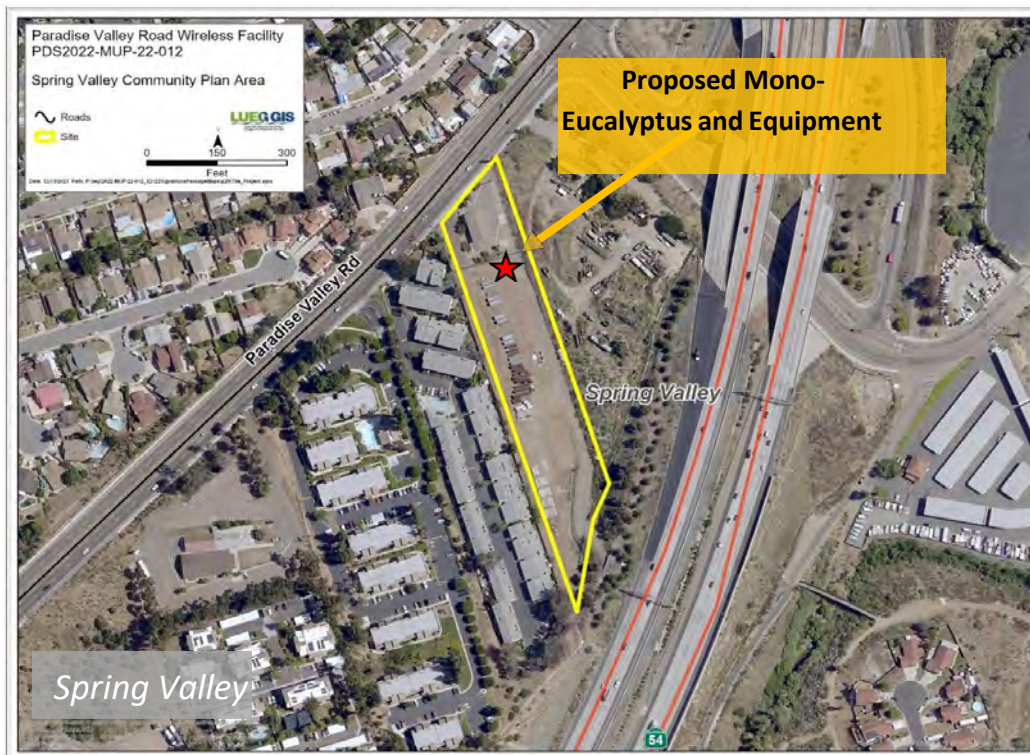 Paradise Valley Road Wireless Facility
PDS2022-MUP-22-012
Spring Valley Community Plan Area
Roads
Site
LUEG GIS
0 150 300
Feet
Proposed Mono-
Eucalyptus and Equipment
Paradise Valley Rd
Spring Valley
Spring Valley
54